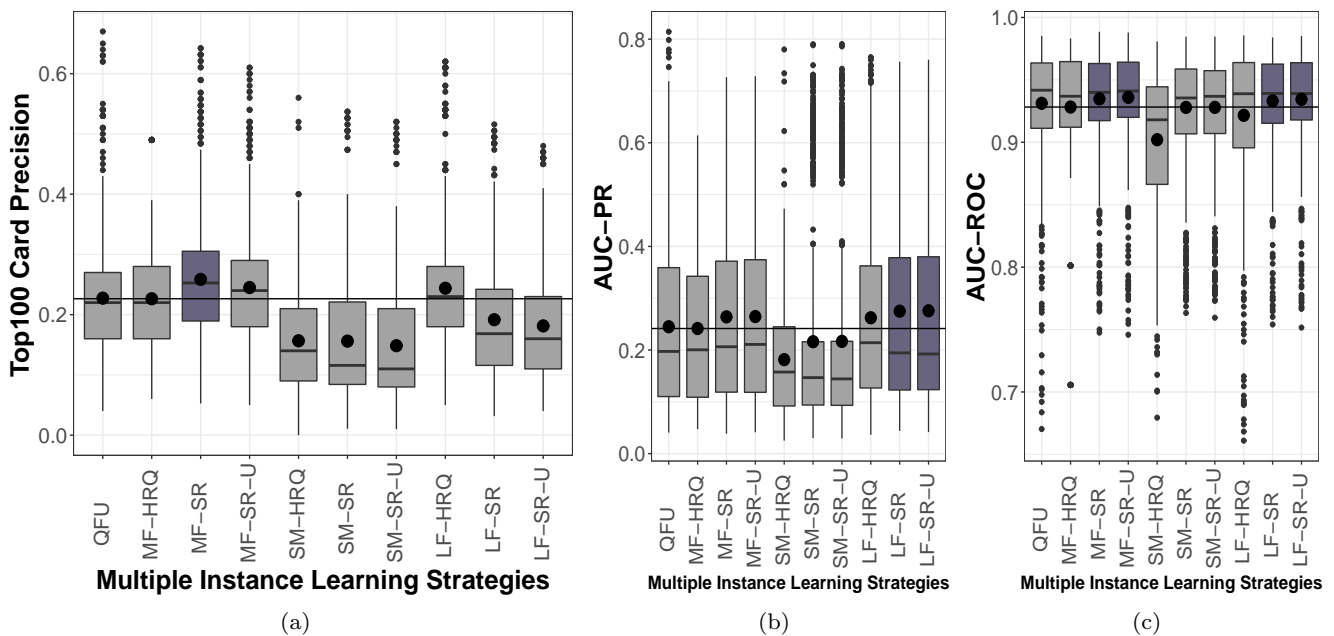 Top100 Card Precision
0.6
0.4
0.2
0.0
QFU
MF−HRQ
MF−SR
MF−SR−U
SM−HRQ
SM−SR
SM−SR−U
LF−HRQ
LF−SR
LF−SR−U
Multiple Instance Learning Strategies
(a)
AUC−PR
0.8
0.6
0.4
0.2
0.0
QFU
MF−HRQ
MF−SR
MF−SR−U
SM−HRQ
SM−SR
SM−SR−U
LF−HRQ
LF−SR
LF−SR−U
Multiple Instance Learning Strategies
(b)
AUC−ROC
1.0
0.9
0.8
0.7
QFU
MF−HRQ
MF−SR
MF−SR−U
SM−HRQ
SM−SR
SM−SR−U
LF−HRQ
LF−SR
LF−SR−U
Multiple Instance Learning Strategies
(c)